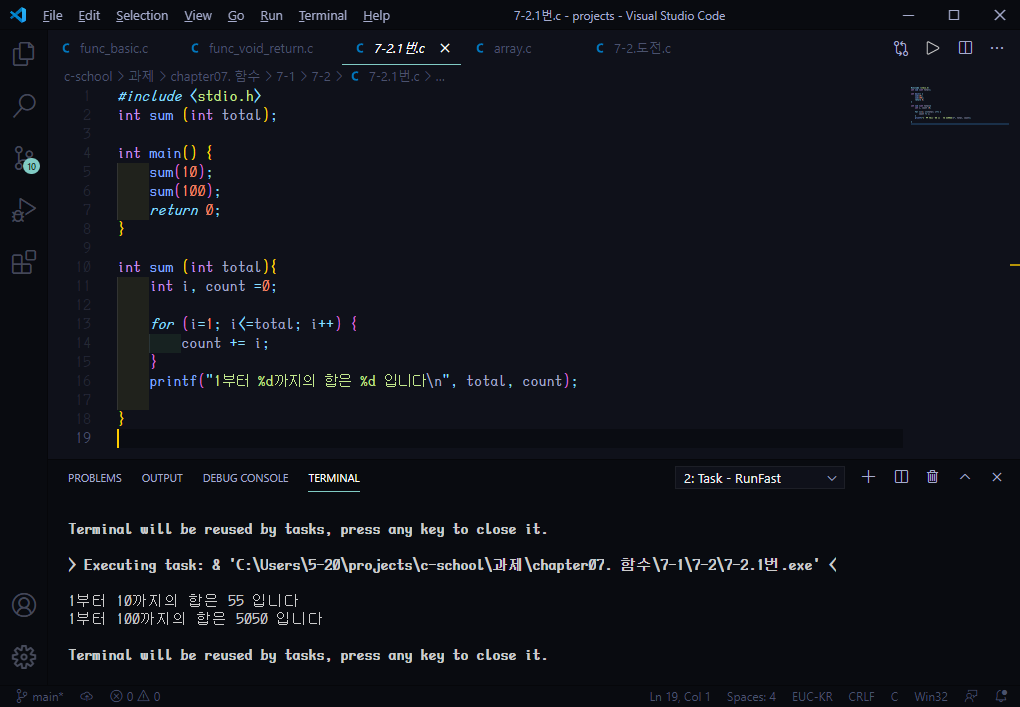 File Edit Selection View Go Run Terminal Help 7-2.1번.c - projects - Visual Studio Code
func_basic.c func_void_return.c 7-2.1번.c array.c 7-2.도전.c
c-school > 과제 > chapter07. 함수 > 7-1 > 7-2 > C 7-2.1번.c > ...
1 #include <stdio.h>
2 int sum (int total);
3
4 int main() {
5 sum(10);
6 sum(100);
7 return 0;
8 }
9
10 int sum (int total){
11 int i, count =0;
12
13 for (i=1; i<=total; i++) {
14 count += i;
15 }
16 printf("1부터 %d까지의 합은 %d 입니다\n", total, count);
17
18 }
19
10
PROBLEMS OUTPUT DEBUG CONSOLE TERMINAL 2: Task - RunFast
Terminal will be reused by tasks, press any key to close it.
> Executing task: & 'C:\Users\5-20\projects\c-school\과제\chapter07. 함수\7-1\7-2\7-2.1번.exe' <
1부터 10까지의 합은 55 입니다
1부터 100까지의 합은 5050 입니다
Terminal will be reused by tasks, press any key to close it.
main* 0 0 Ln 19, Col 1 Spaces: 4 EUC-KR CRLF C Win32